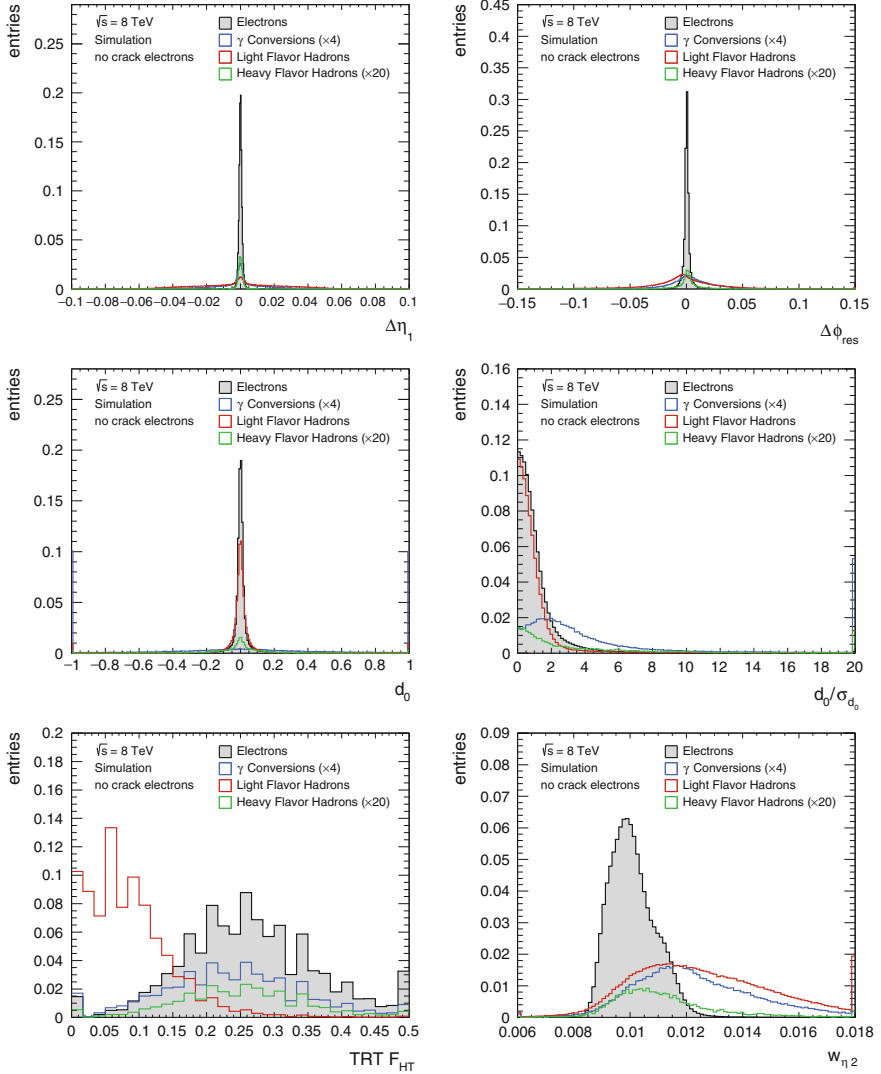 entries
√s = 8 TeV
Simulation
no crack electrons
Electrons
γ Conversions (×4)
Light Flavor Hadrons
Heavy Flavor Hadrons (×20)
0.25
0.2
0.15
0.1
0.05
0
−0.1 −0.08 −0.06 −0.04 −0.02 0 0.02 0.04 0.06 0.08 0.1
Δη₁
entries
√s = 8 TeV
Simulation
no crack electrons
Electrons
γ Conversions (×4)
Light Flavor Hadrons
Heavy Flavor Hadrons (×20)
0.45
0.4
0.35
0.3
0.25
0.2
0.15
0.1
0.05
0
−0.15 −0.1 −0.05 0 0.05 0.1 0.15
Δϕres
entries
√s = 8 TeV
Simulation
no crack electrons
Electrons
γ Conversions (×4)
Light Flavor Hadrons
Heavy Flavor Hadrons (×20)
0.25
0.2
0.15
0.1
0.05
0
−1 −0.8 −0.6 −0.4 −0.2 0 0.2 0.4 0.6 0.8 1
d₀
entries
√s = 8 TeV
Simulation
no crack electrons
Electrons
γ Conversions (×4)
Light Flavor Hadrons
Heavy Flavor Hadrons (×20)
0.16
0.14
0.12
0.1
0.08
0.06
0.04
0.02
0
0 2 4 6 8 10 12 14 16 18 20
d₀/σd₀
entries
√s = 8 TeV
Simulation
no crack electrons
Electrons
γ Conversions (×4)
Light Flavor Hadrons
Heavy Flavor Hadrons (×20)
0.2
0.18
0.16
0.14
0.12
0.1
0.08
0.06
0.04
0.02
0
0 0.05 0.1 0.15 0.2 0.25 0.3 0.35 0.4 0.45 0.5
TRT FHT
entries
√s = 8 TeV
Simulation
no crack electrons
Electrons
γ Conversions (×4)
Light Flavor Hadrons
Heavy Flavor Hadrons (×20)
0.09
0.08
0.07
0.06
0.05
0.04
0.03
0.02
0.01
0
0.006 0.008 0.01 0.012 0.014 0.016 0.018
wη 2